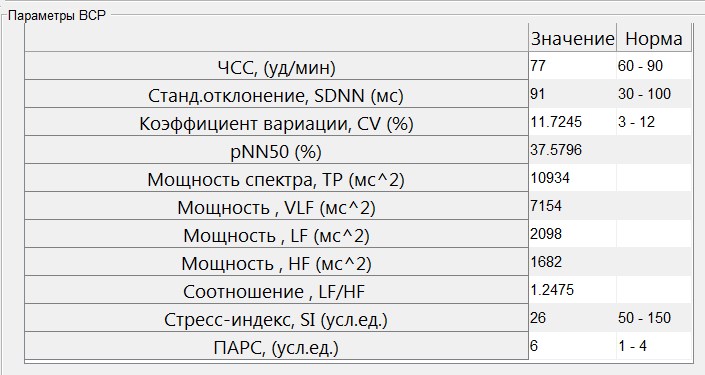 Параметры ВСР
Значение Норма
ЧСС, (уд/мин) 77 60 - 90
Станд.отклонение, SDNN (мс) 91 30 - 100
Коэффициент вариации, CV (%) 11.7245 3 - 12
pNN50 (%) 37.5796
Мощность спектра, TP (мс^2) 10934
Мощность , VLF (мс^2) 7154
Мощность , LF (мс^2) 2098
Мощность , HF (мс^2) 1682
Соотношение , LF/HF 1.2475
Стресс-индекс, SI (усл.ед.) 26 50 - 150
ПАРС, (усл.ед.) 6 1 - 4